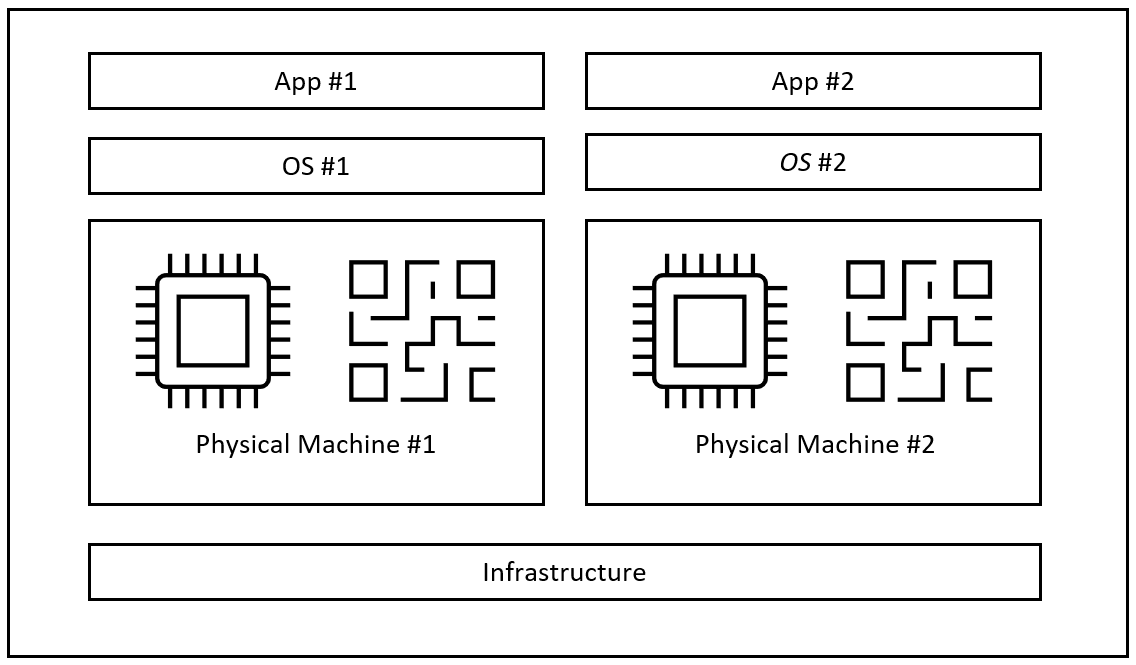 App #1
App #2
OS #1
OS #2
Physical Machine #1
Physical Machine #2
Infrastructure